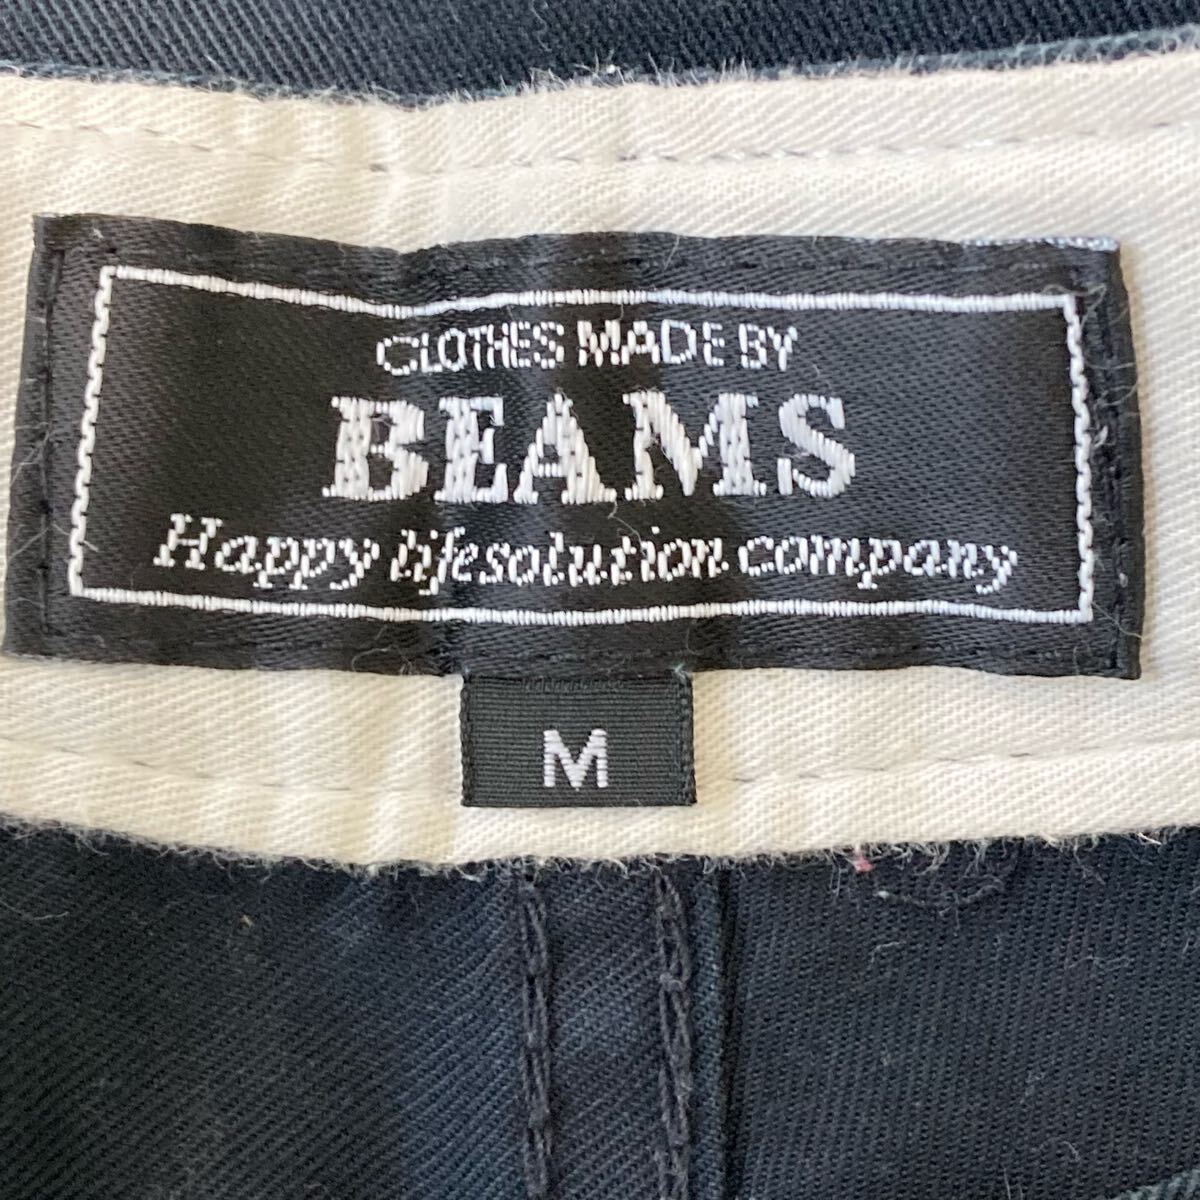 CLOTHES MADE BY
BEAMS
Happy lifesolution company
M